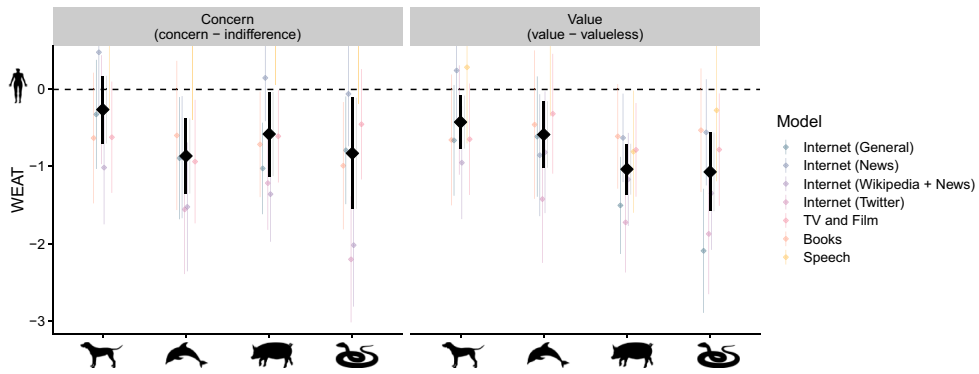 Concern
(concern − indifference)
Value
(value − valueless)
WEAT
0
−1
−2
−3
Model
Internet (General)
Internet (News)
Internet (Wikipedia + News)
Internet (Twitter)
TV and Film
Books
Speech